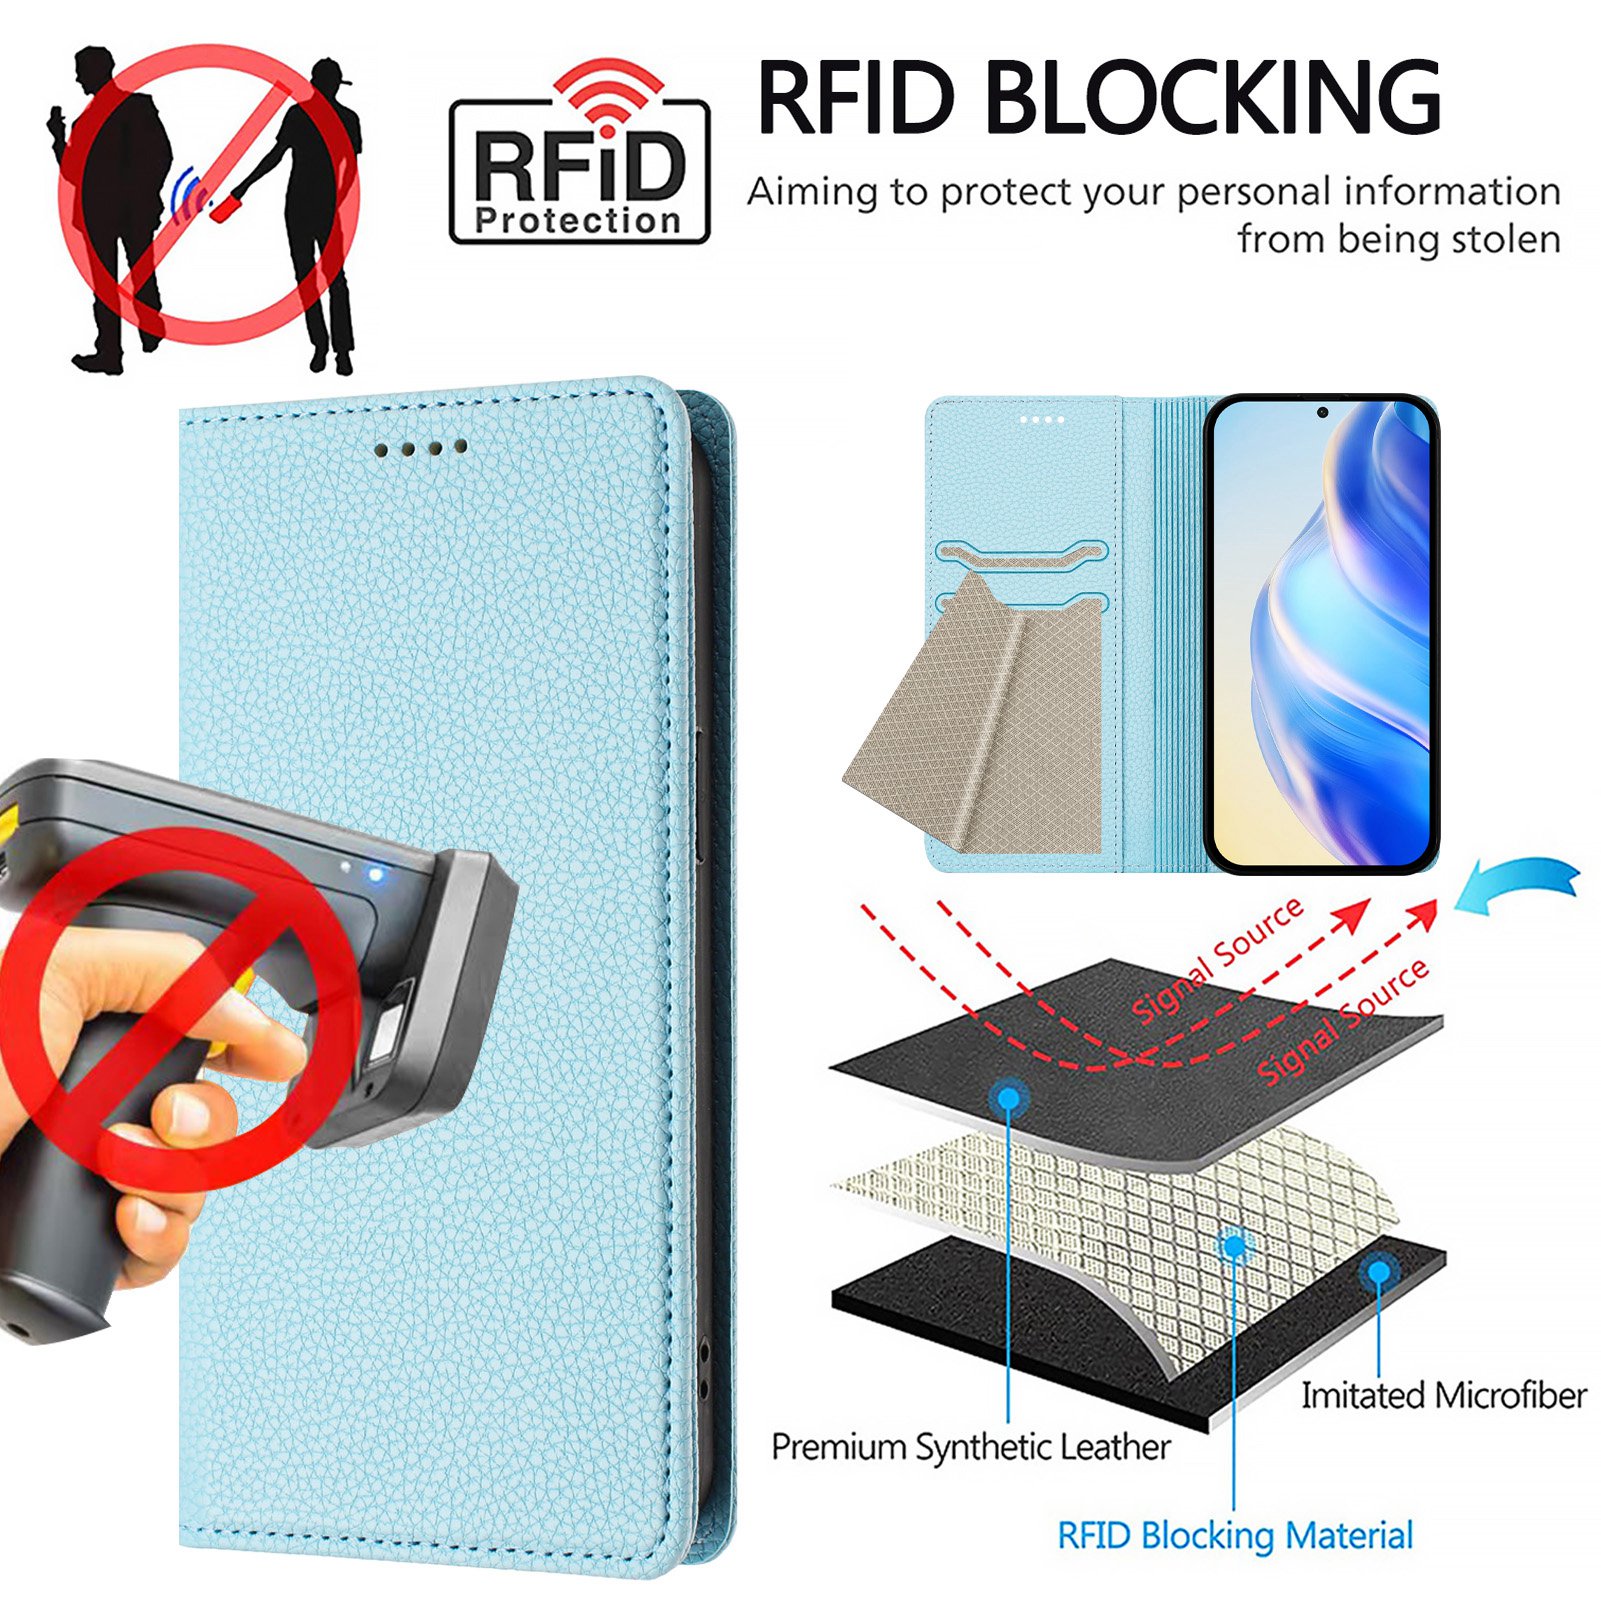 RFiD
Protection
RFID BLOCKING
Aiming to protect your personal information
from being stolen
Signal Source
Signal Source
Imitated Microfiber
Premium Synthetic Leather
RFID Blocking Material